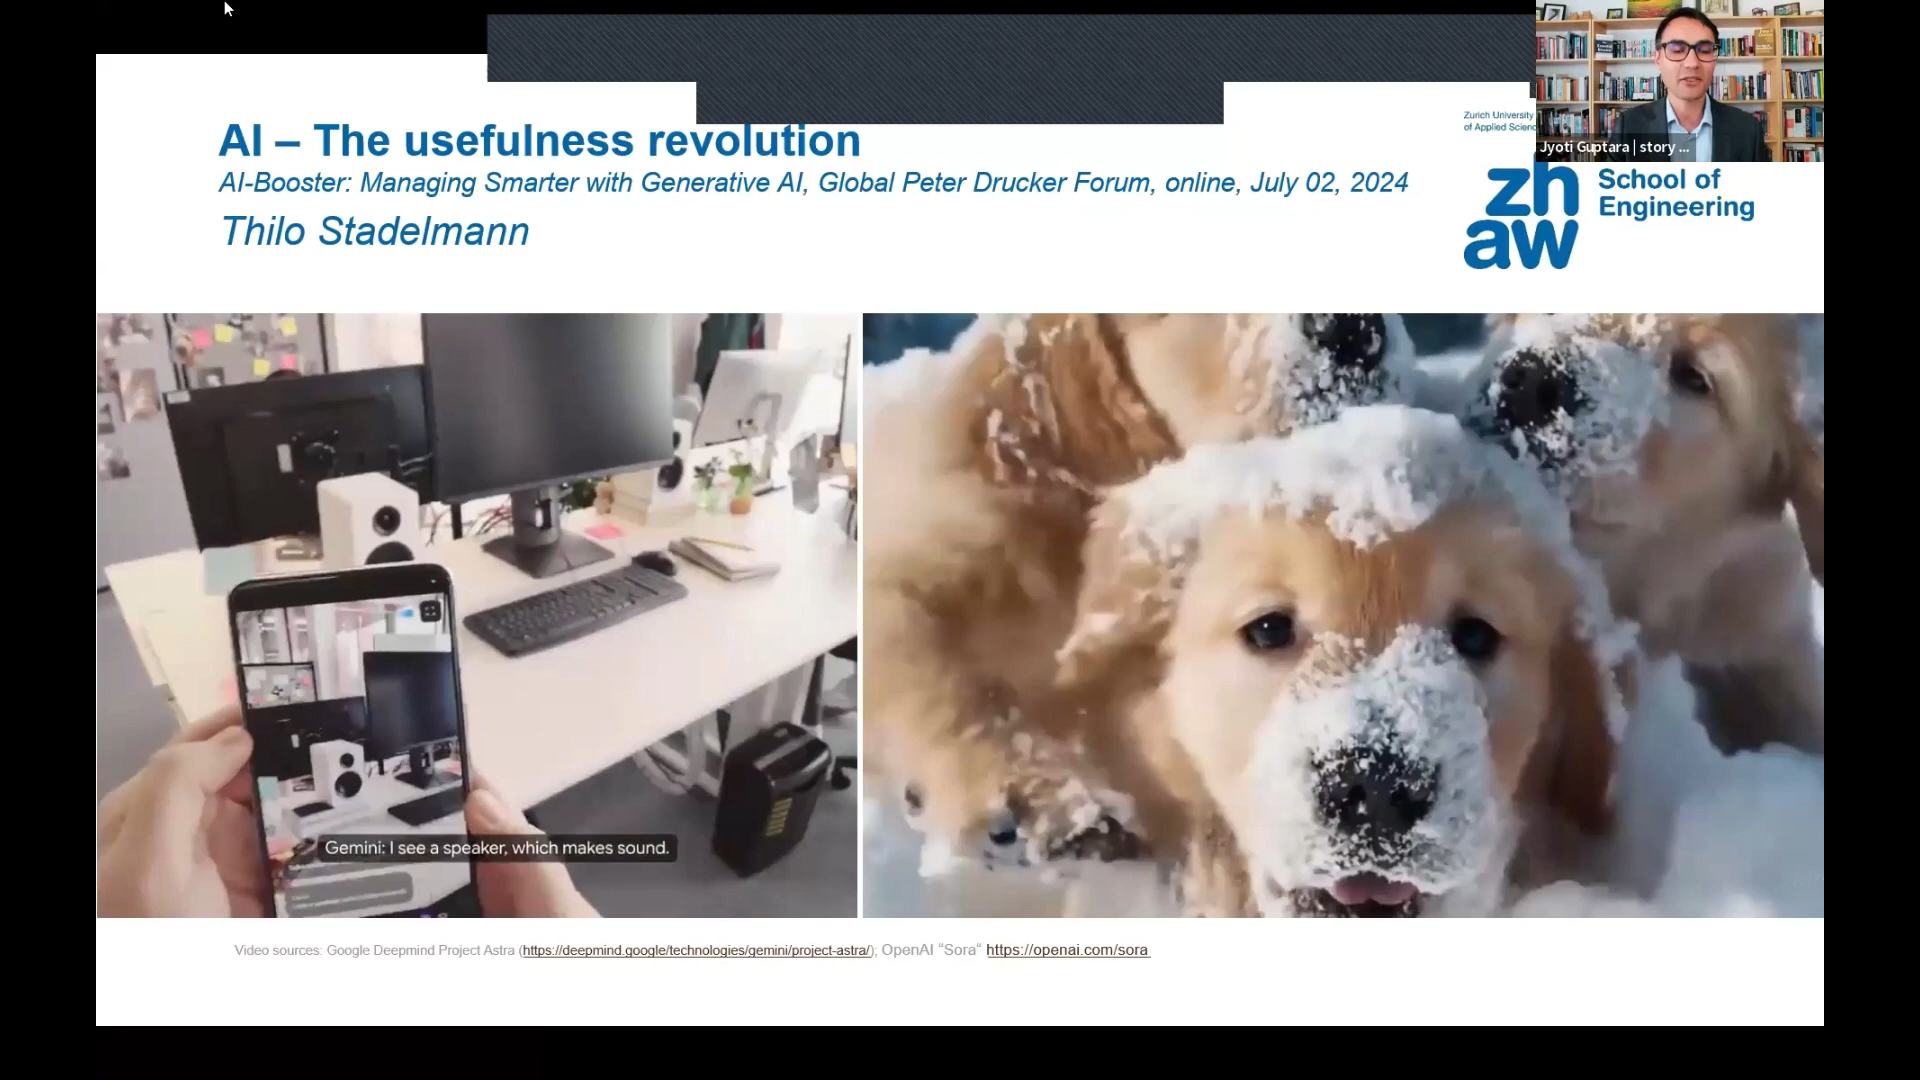 AI – The usefulness revolution
AI-Booster: Managing Smarter with Generative AI, Global Peter Drucker Forum, online, July 02, 2024
Thilo Stadelmann
Zurich University
of Applied Scienc
Jyoti Guptara | story ...
zh
aw
School of
Engineering
Gemini: I see a speaker, which makes sound.
Video sources: Google Deepmind Project Astra (https://deepmind.google/technologies/gemini/project-astra/); OpenAI “Sora“ https://openai.com/sora